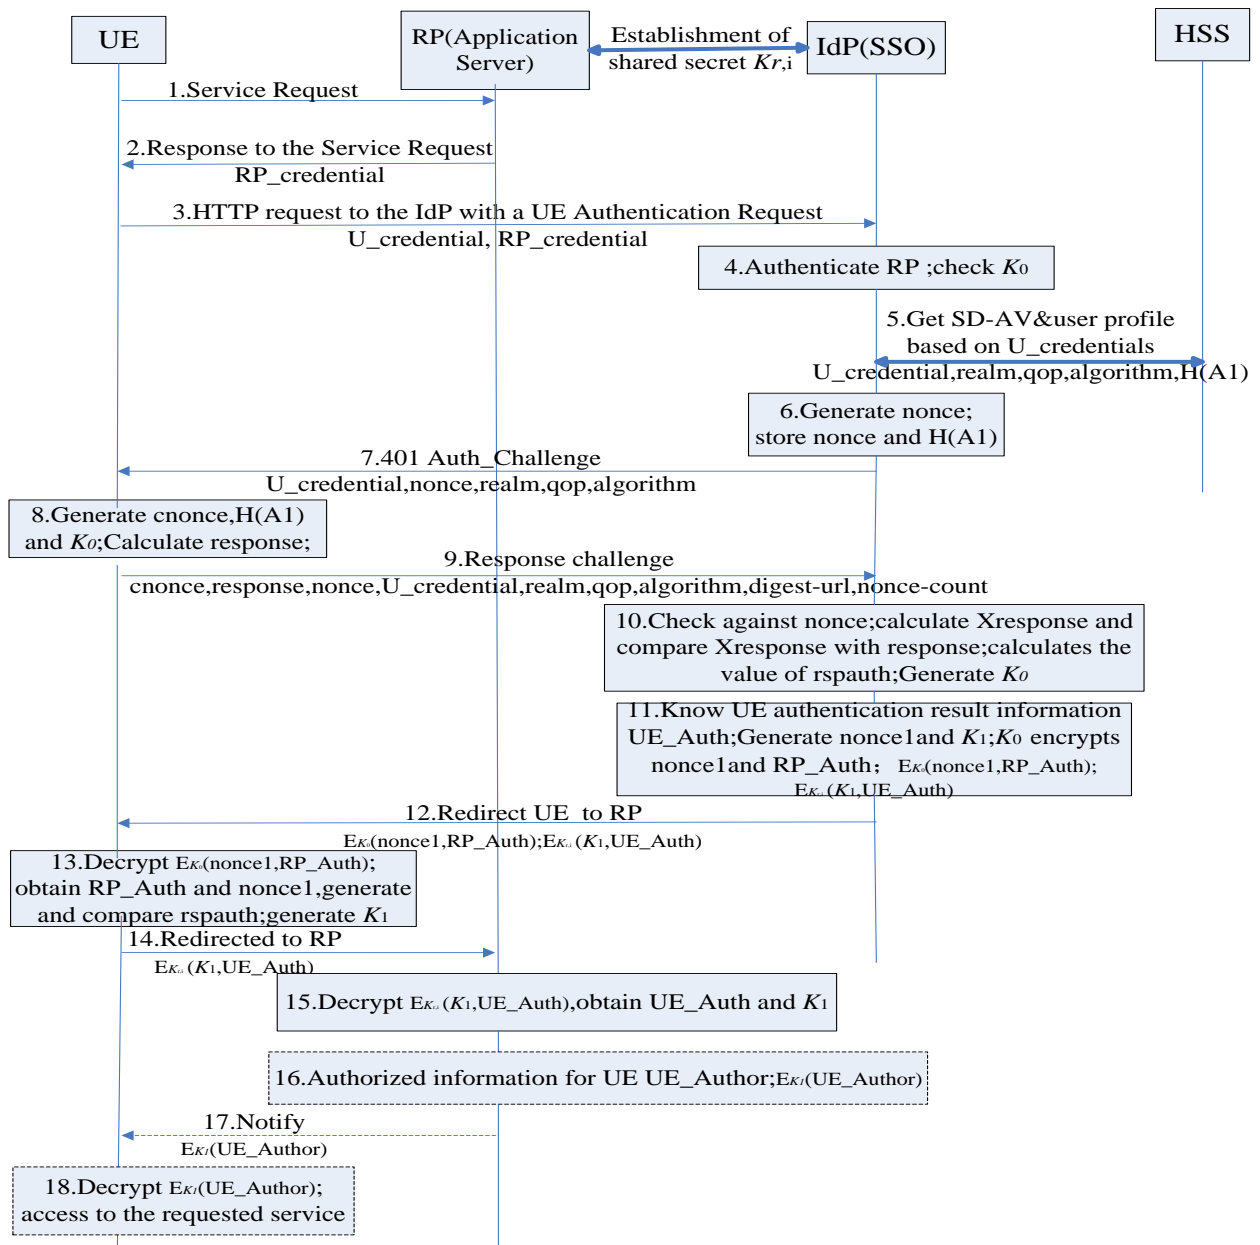 UE
RP(Application
Server)
Establishment of
shared secret Kr,i
IdP(SSO)
HSS
1.Service Request
2.Response to the Service Request
RP_credential
3.HTTP request to the IdP with a UE Authentication Request
U_credential, RP_credential
4.Authenticate RP ;check K0
5.Get SD-AV&user profile
based on U_credentials
U_credential,realm,qop,algorithm,H(A1)
6.Generate nonce;
store nonce and H(A1)
7.401 Auth_Challenge
U_credential,nonce,realm,qop,algorithm
8.Generate cnonce,H(A1)
and K0;Calculate response;
9.Response challenge
cnonce,response,nonce,U_credential,realm,qop,algorithm,digest-url,nonce-count
10.Check against nonce;calculate Xresponse and
compare Xresponse with response;calculates the
value of rspauth;Generate K0
11.Know UE authentication result information
UE_Auth;Generate nonce1and K1;K0 encrypts
nonce1and RP_Auth; EK0(nonce1,RP_Auth);
EKr,i (K1,UE_Auth)
12.Redirect UE to RP
EK0(nonce1,RP_Auth);EKr,i (K1,UE_Auth)
13.Decrypt EK0(nonce1,RP_Auth);
obtain RP_Auth and nonce1,generate
and compare rspauth;generate K1
14.Redirected to RP
EKr,i (K1,UE_Auth)
15.Decrypt EKr,i (K1,UE_Auth),obtain UE_Auth and K1
16.Authorized information for UE UE_Author;EK1(UE_Author)
17.Notify
EK1(UE_Author)
18.Decrypt EK1(UE_Author);
access to the requested service